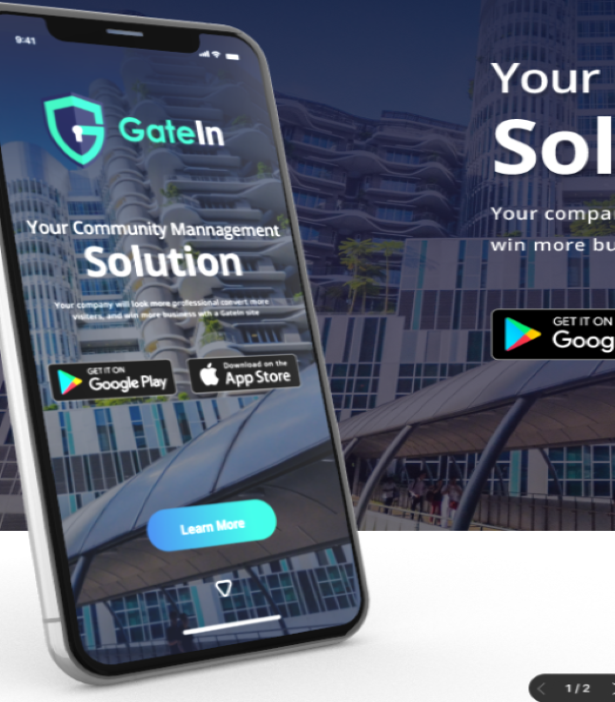 9:41
GateIn
Your Community Mannagement
Solution
Your company will look more professional convert more
visiters, and win more business with a GateIn site
GET IT ON
Google Play
Download on the
App Store
Learn More
Your
Sol
Your compa
win more bu
GET IT ON
Goog
1/2